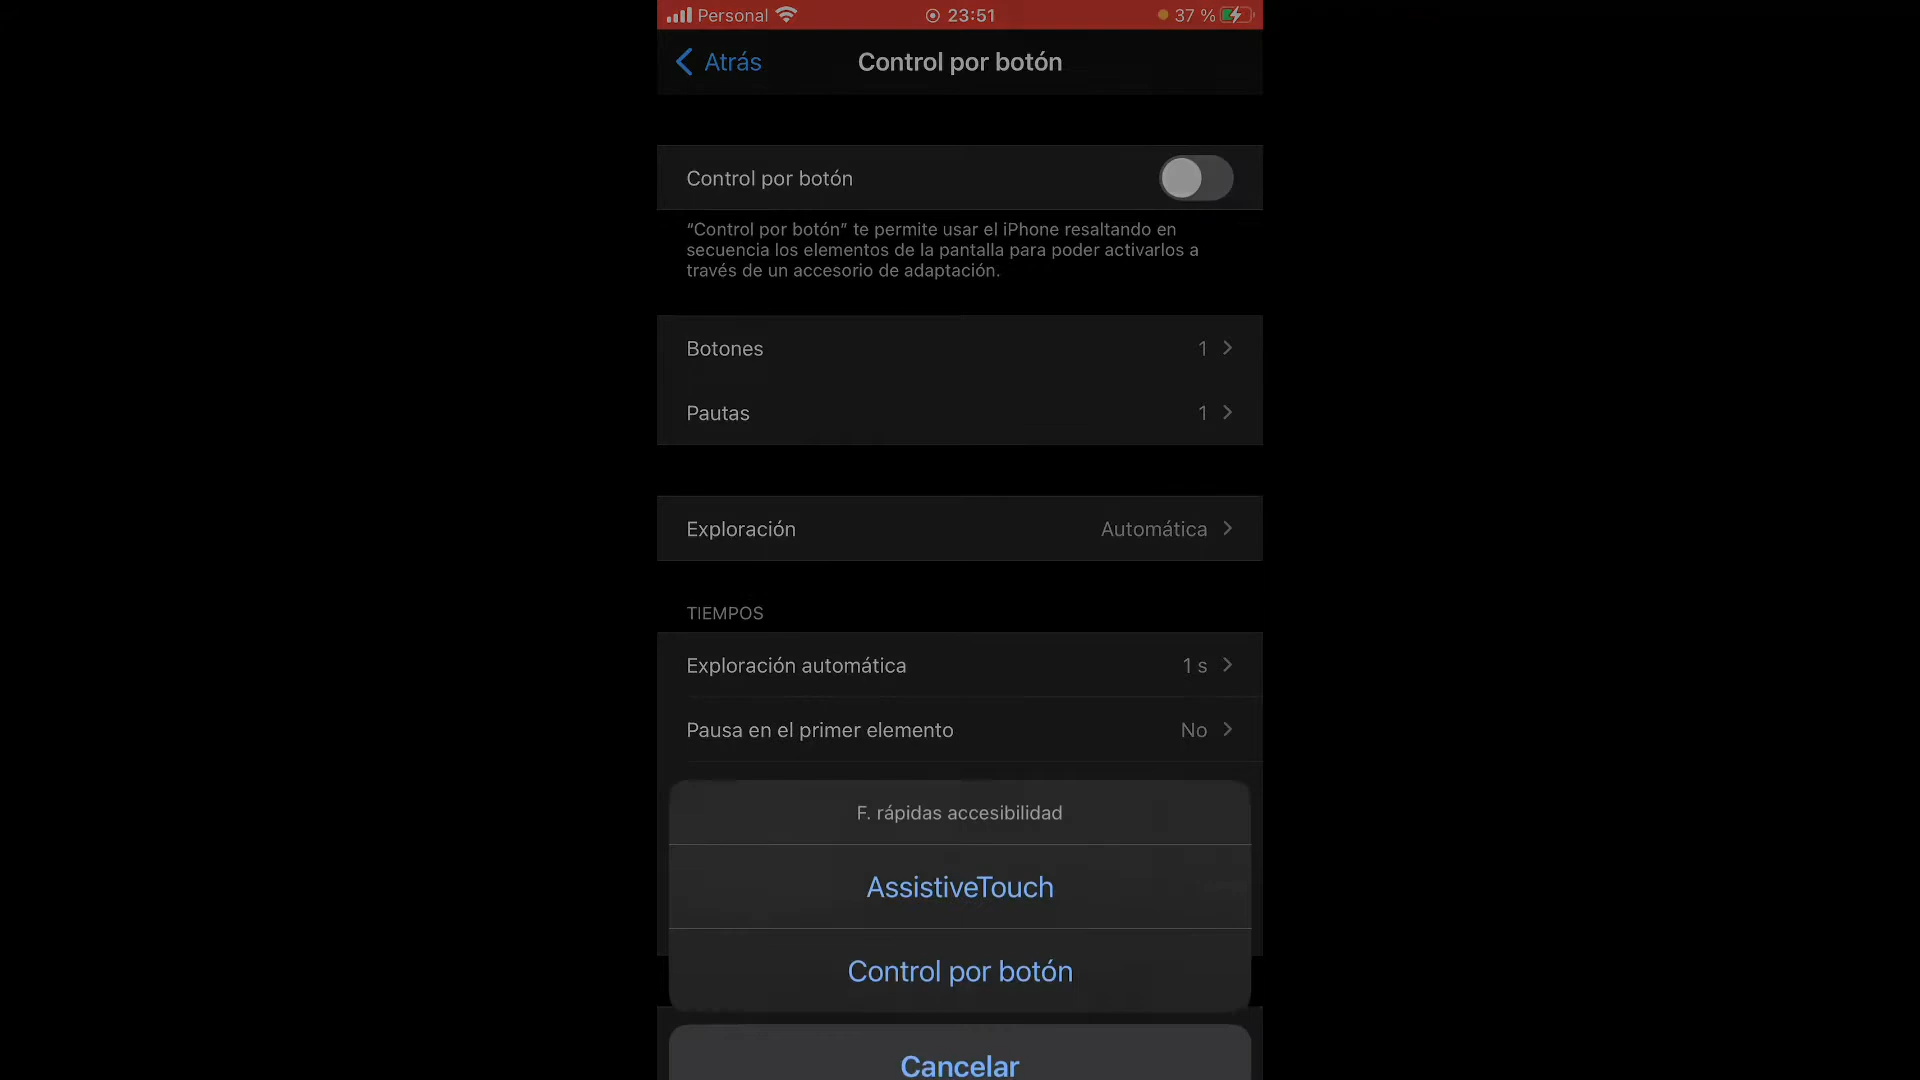 Personal 23:51 37 %
Atrás Control por botón
Control por botón
“Control por botón” te permite usar el iPhone resaltando en
secuencia los elementos de la pantalla para poder activarlos a
través de un accesorio de adaptación.
Botones 1
Pautas 1
Exploración Automática
TIEMPOS
Exploración automática 1 s
Pausa en el primer elemento No
F. rápidas accesibilidad
AssistiveTouch
Control por botón
Cancelar